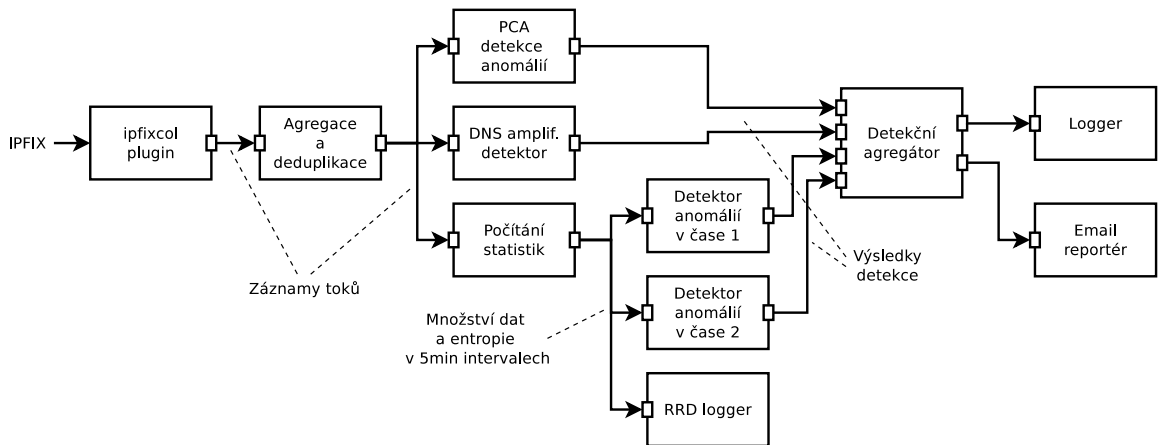 PCA
detekce
anomálií
IPFIX
ipfixcol
plugin
Agregace
a
deduplikace
DNS amplif.
detektor
Detekční
agregátor
Logger
Počítání
statistik
Detektor
anomálií
v čase 1
Email
reportér
Výsledky
detekce
Záznamy toků
Detektor
anomálií
v čase 2
Množství dat
a entropie
v 5min intervalech
RRD logger